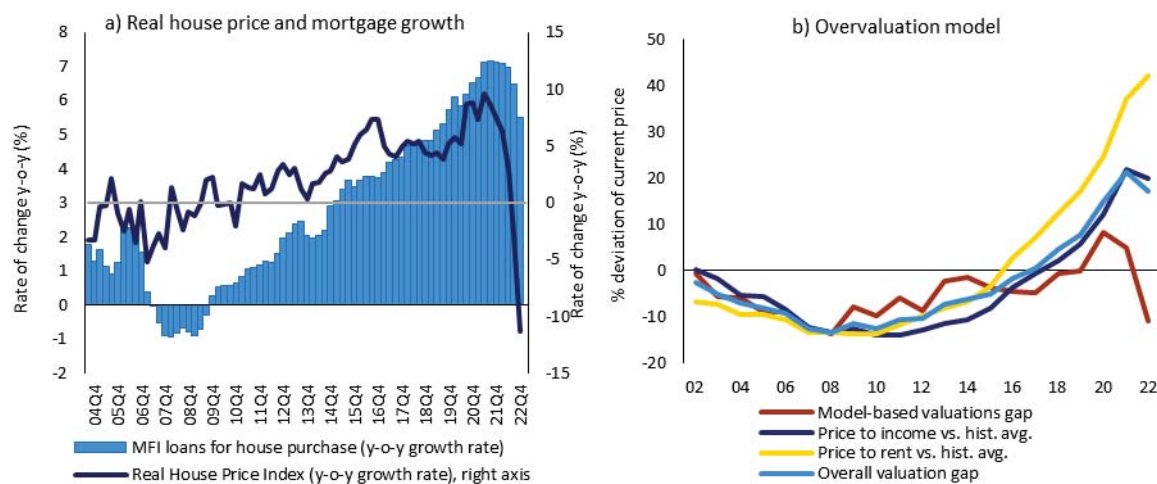 a) Real house price and mortgage growth
Rate of change y-o-y (%)
8
7
6
5
4
3
2
1
0
-1
-2
15
10
5
0
-5
-10
-15
Rate of change y-o-y (%)
04Q4
05Q4
06Q4
07Q4
08Q4
09Q4
10Q4
11Q4
12Q4
13Q4
14Q4
15Q4
16Q4
17Q4
18Q4
19Q4
20Q4
21Q4
22Q4
MFI loans for house purchase (y-o-y growth rate)
Real House Price Index (y-o-y growth rate), right axis
b) Overvaluation model
% deviation of current price
50
40
30
20
10
0
-10
-20
02 04 06 08 10 12 14 16 18 20 22
Model-based valuations gap
Price to income vs. hist. avg.
Price to rent vs. hist. avg.
Overall valuation gap